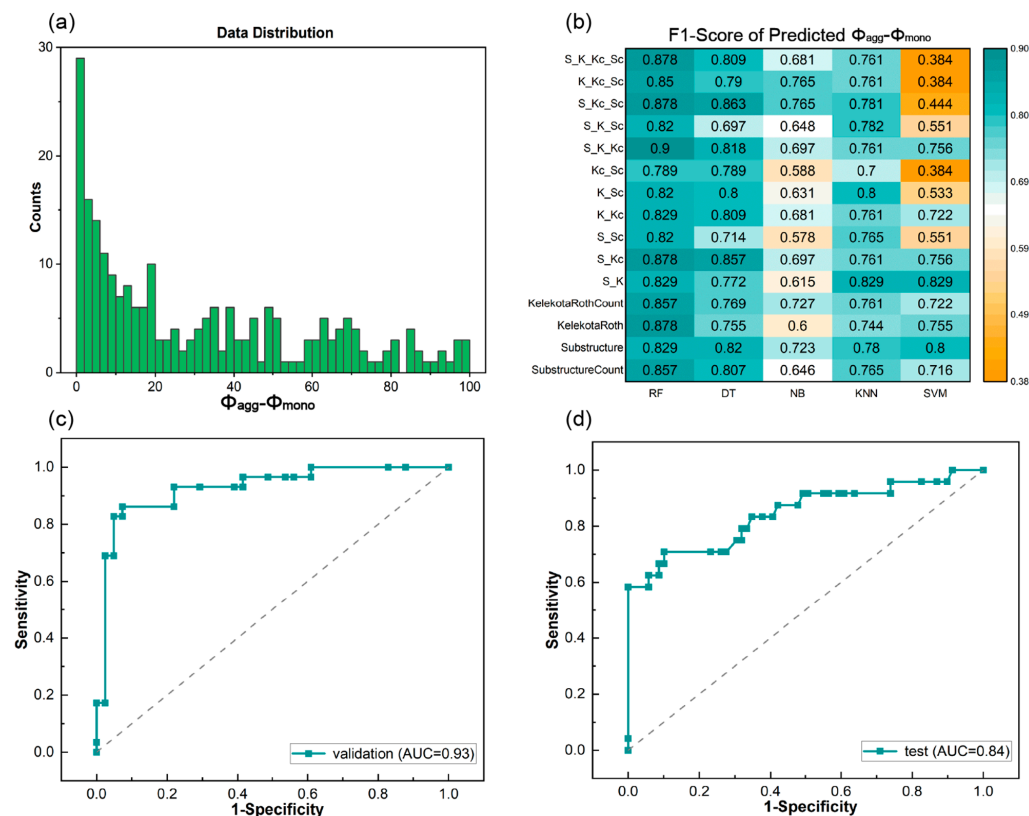 (a)
Data Distribution
30
20
10
0
Counts
0 20 40 60 80 100
Φagg-Φmono
(b)
F1-Score of Predicted Φagg-Φmono
S_K_Kc_Sc 0.878 0.809 0.681 0.761 0.384
K_Kc_Sc 0.85 0.79 0.765 0.761 0.384
S_Kc_Sc 0.878 0.863 0.765 0.781 0.444
S_K_Sc 0.82 0.697 0.648 0.782 0.551
S_K_Kc 0.9 0.818 0.697 0.761 0.756
Kc_Sc 0.789 0.789 0.588 0.7 0.384
K_Sc 0.82 0.8 0.631 0.8 0.533
K_Kc 0.829 0.809 0.681 0.761 0.722
S_Sc 0.82 0.714 0.578 0.765 0.551
S_Kc 0.878 0.857 0.697 0.761 0.756
S_K 0.829 0.772 0.615 0.829 0.829
KelekotaRothCount 0.857 0.769 0.727 0.761 0.722
KelekotaRoth 0.878 0.755 0.6 0.744 0.755
Substructure 0.829 0.82 0.723 0.78 0.8
SubstructureCount 0.857 0.807 0.646 0.765 0.716
RF DT NB KNN SVM
0.90
0.80
0.69
0.59
0.49
0.38
(c)
1.0
0.8
0.6
0.4
0.2
0.0
Sensitivity
validation (AUC=0.93)
0.0 0.2 0.4 0.6 0.8 1.0
1-Specificity
(d)
1.0
0.8
0.6
0.4
0.2
0.0
Sensitivity
test (AUC=0.84)
0.0 0.2 0.4 0.6 0.8 1.0
1-Specificity